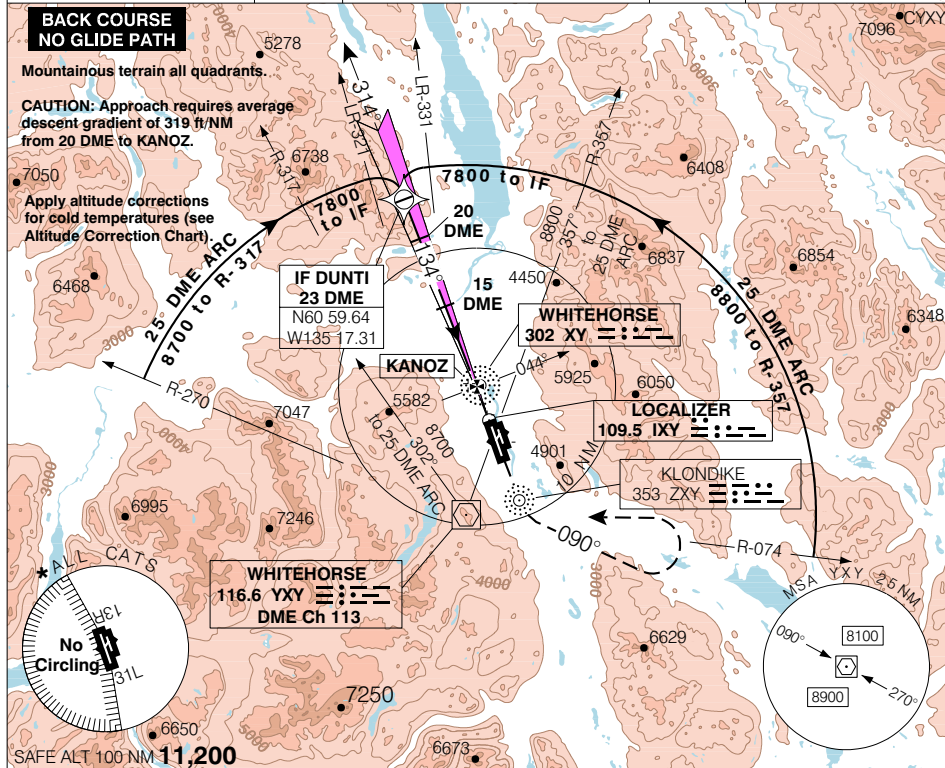 BACK COURSE
NO GLIDE PATH
Mountainous terrain all quadrants.
CAUTION: Approach requires average
descent gradient of 319 ft/NM
from 20 DME to KANOZ.
Apply altitude corrections
for cold temperatures (see
Altitude Correction Chart).
5278
7096
CYXY
3000
314°
LR-321
LR-331
R-317
R-357
6738
6408
7050
7800
to IF
7800 to IF
20
DME
25 DME ARC
8700 to R- 317
8800
357°
to
25 DME
ARC
6837
6854
25 DME ARC
8800 to R- 357
6468
3000
IF DUNTI
23 DME
N60 59.64
W135 17.31
134°
15
DME
4450
WHITEHORSE
302 XY
6348
KANOZ
044°
5925
6050
R-270
7047
4000
5582
8700
302°
to 25 DME ARC
LOCALIZER
109.5 IXY
3000
4901
10 NM
KLONDIKE
353 ZXY
6995
7246
090°
R-074
* ALL CATS
13R
No
Circling
31L
WHITEHORSE
116.6 YXY
DME Ch 113
4000
3000
MSA YXY 25 NM
090°
8100
8900
270°
6629
7250
6650
5000
6673
SAFE ALT 100 NM 11,200